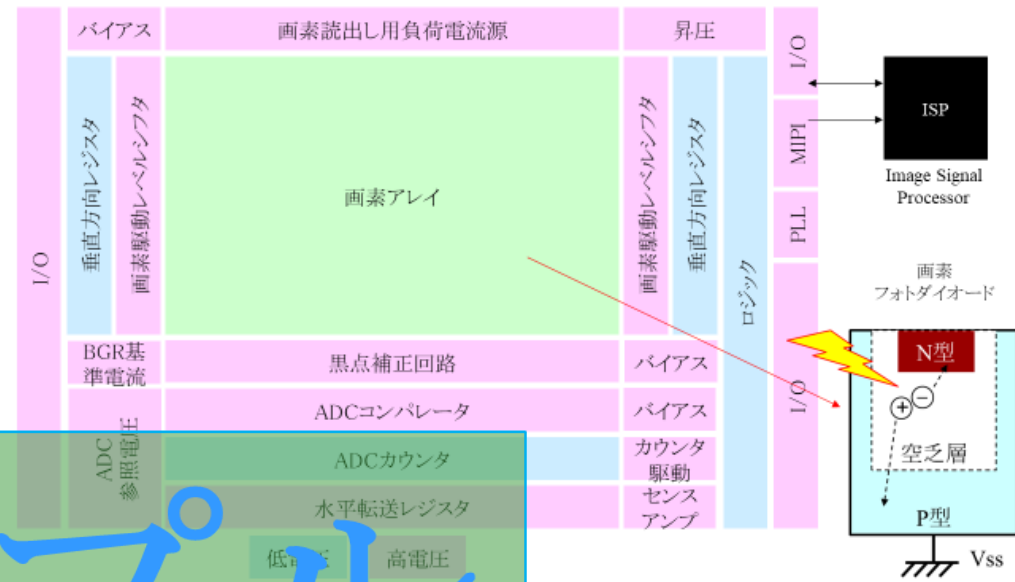 バイアス
画素読出し用負荷電流源
昇圧
I/O
垂直方向レジスタ
画素駆動レベルシフタ
画素アレイ
画素駆動レベルシフタ
垂直方向レジスタ
ロジック
I/O
MIPI
PLL
I/O
ISP
Image Signal
Processor
BGR基
準電流
黒点補正回路
バイアス
ADC
参照電圧
ADCコンパレータ
バイアス
ADCカウンタ
カウンタ
駆動
水平転送レジスタ
センス
アンプ
低電圧
高電圧
画素
フォトダイオード
N型
+
−
空乏層
P型
Vss